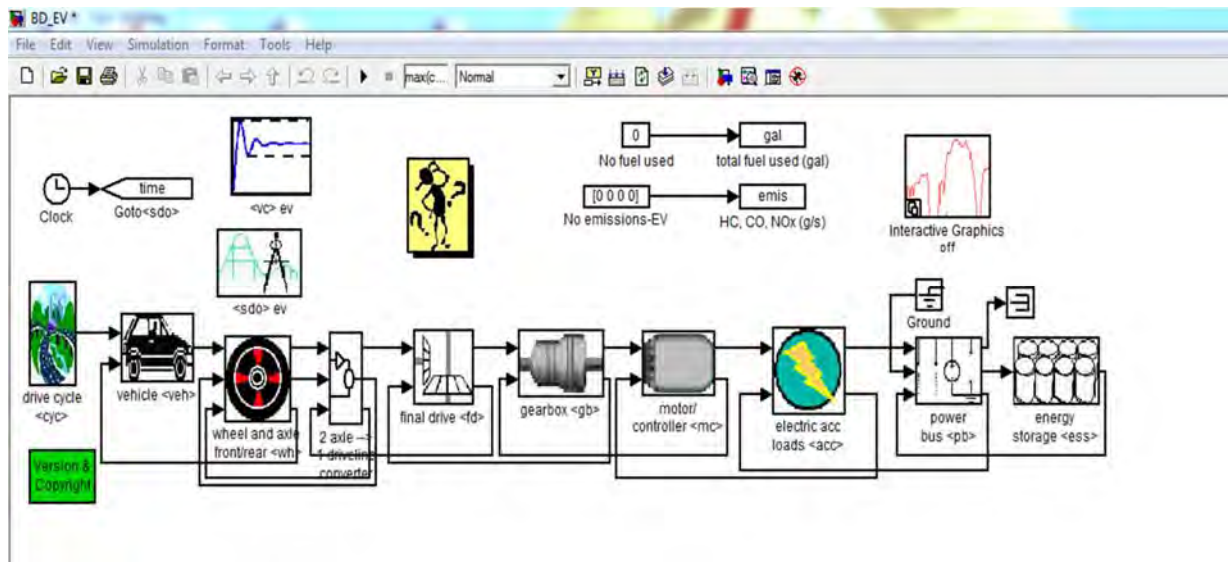 BD_EV *
File Edit View Simulation Format Tools Help
max(c... Normal
0
No fuel used
gal
total fuel used (gal)
time
Clock
Goto<sdo>
<vc> ev
[0 0 0 0]
No emissions-EV
emis
HC, CO, NOx (g/s)
Interactive Graphics
off
<sdo> ev
Ground
drive cycle
<cyc>
vehicle <veh>
wheel and axle
front/rear <wh>
2 axle -->
1 driveline
converter
final drive <fd>
gearbox <gb>
motor/
controller <mc>
electric acc
loads <acc>
power
bus <pb>
energy
storage <ess>
Version &
Copyright